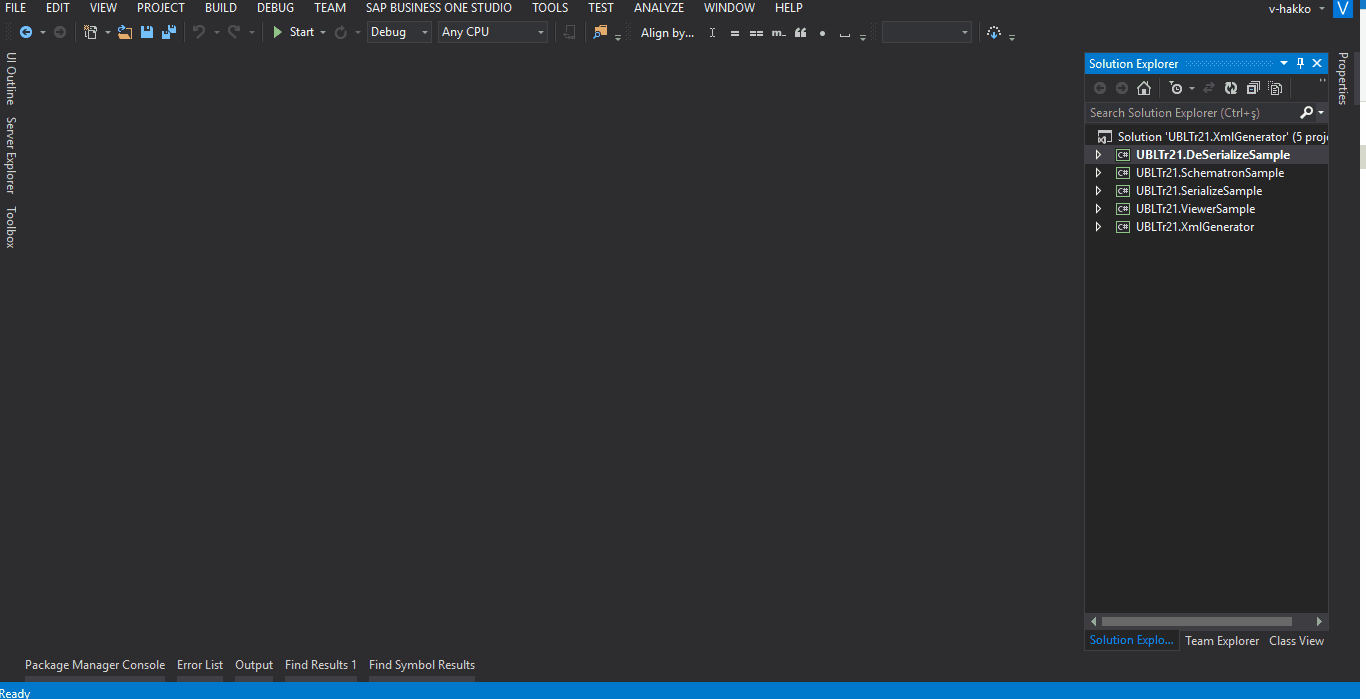 FILE EDIT VIEW PROJECT BUILD DEBUG TEAM SAP BUSINESS ONE STUDIO TOOLS TEST ANALYZE WINDOW HELP v-hakko V
Start Debug Any CPU Align by...
UI Outline
Server Explorer
Toolbox
Solution Explorer
Search Solution Explorer (Ctrl+ş)
Solution 'UBLTr21.XmlGenerator' (5 proj
C# UBLTr21.DeSerializeSample
C# UBLTr21.SchematronSample
C# UBLTr21.SerializeSample
C# UBLTr21.ViewerSample
C# UBLTr21.XmlGenerator
Properties
Solution Explo... Team Explorer Class View
Package Manager Console Error List Output Find Results 1 Find Symbol Results
Ready